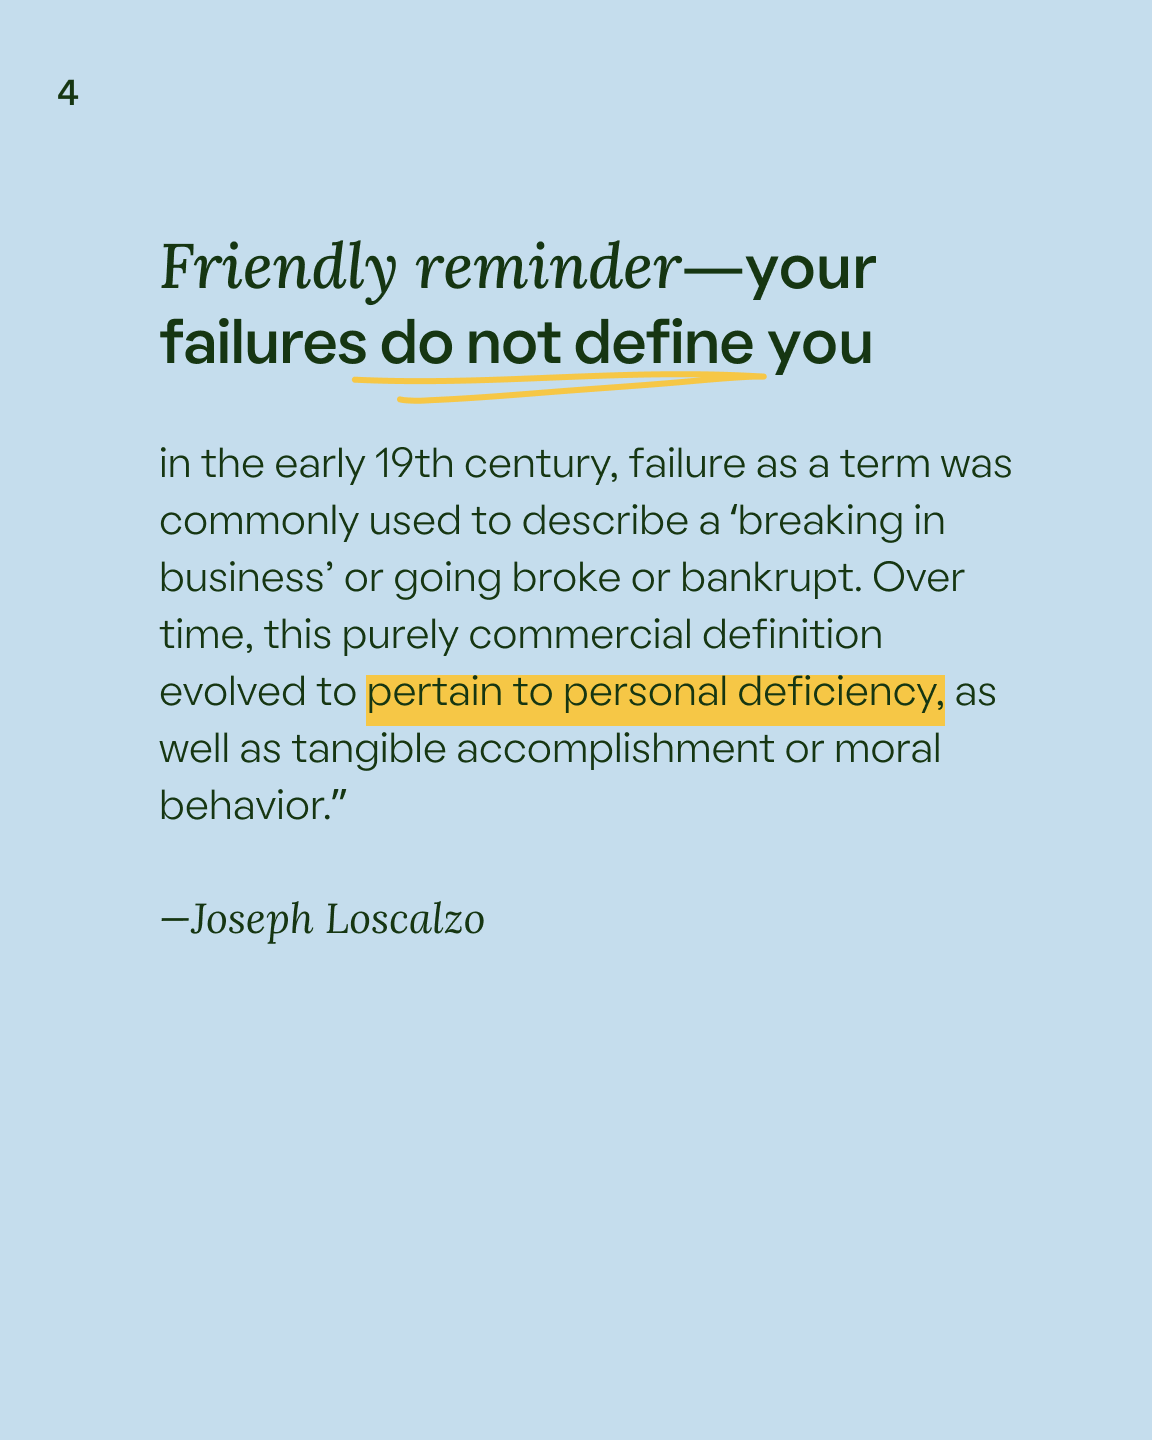 4
Friendly reminder—your
failures do not define you
in the early 19th century, failure as a term was
commonly used to describe a ‘breaking in
business’ or going broke or bankrupt. Over
time, this purely commercial definition
evolved to pertain to personal deficiency, as
well as tangible accomplishment or moral
behavior.”
—Joseph Loscalzo